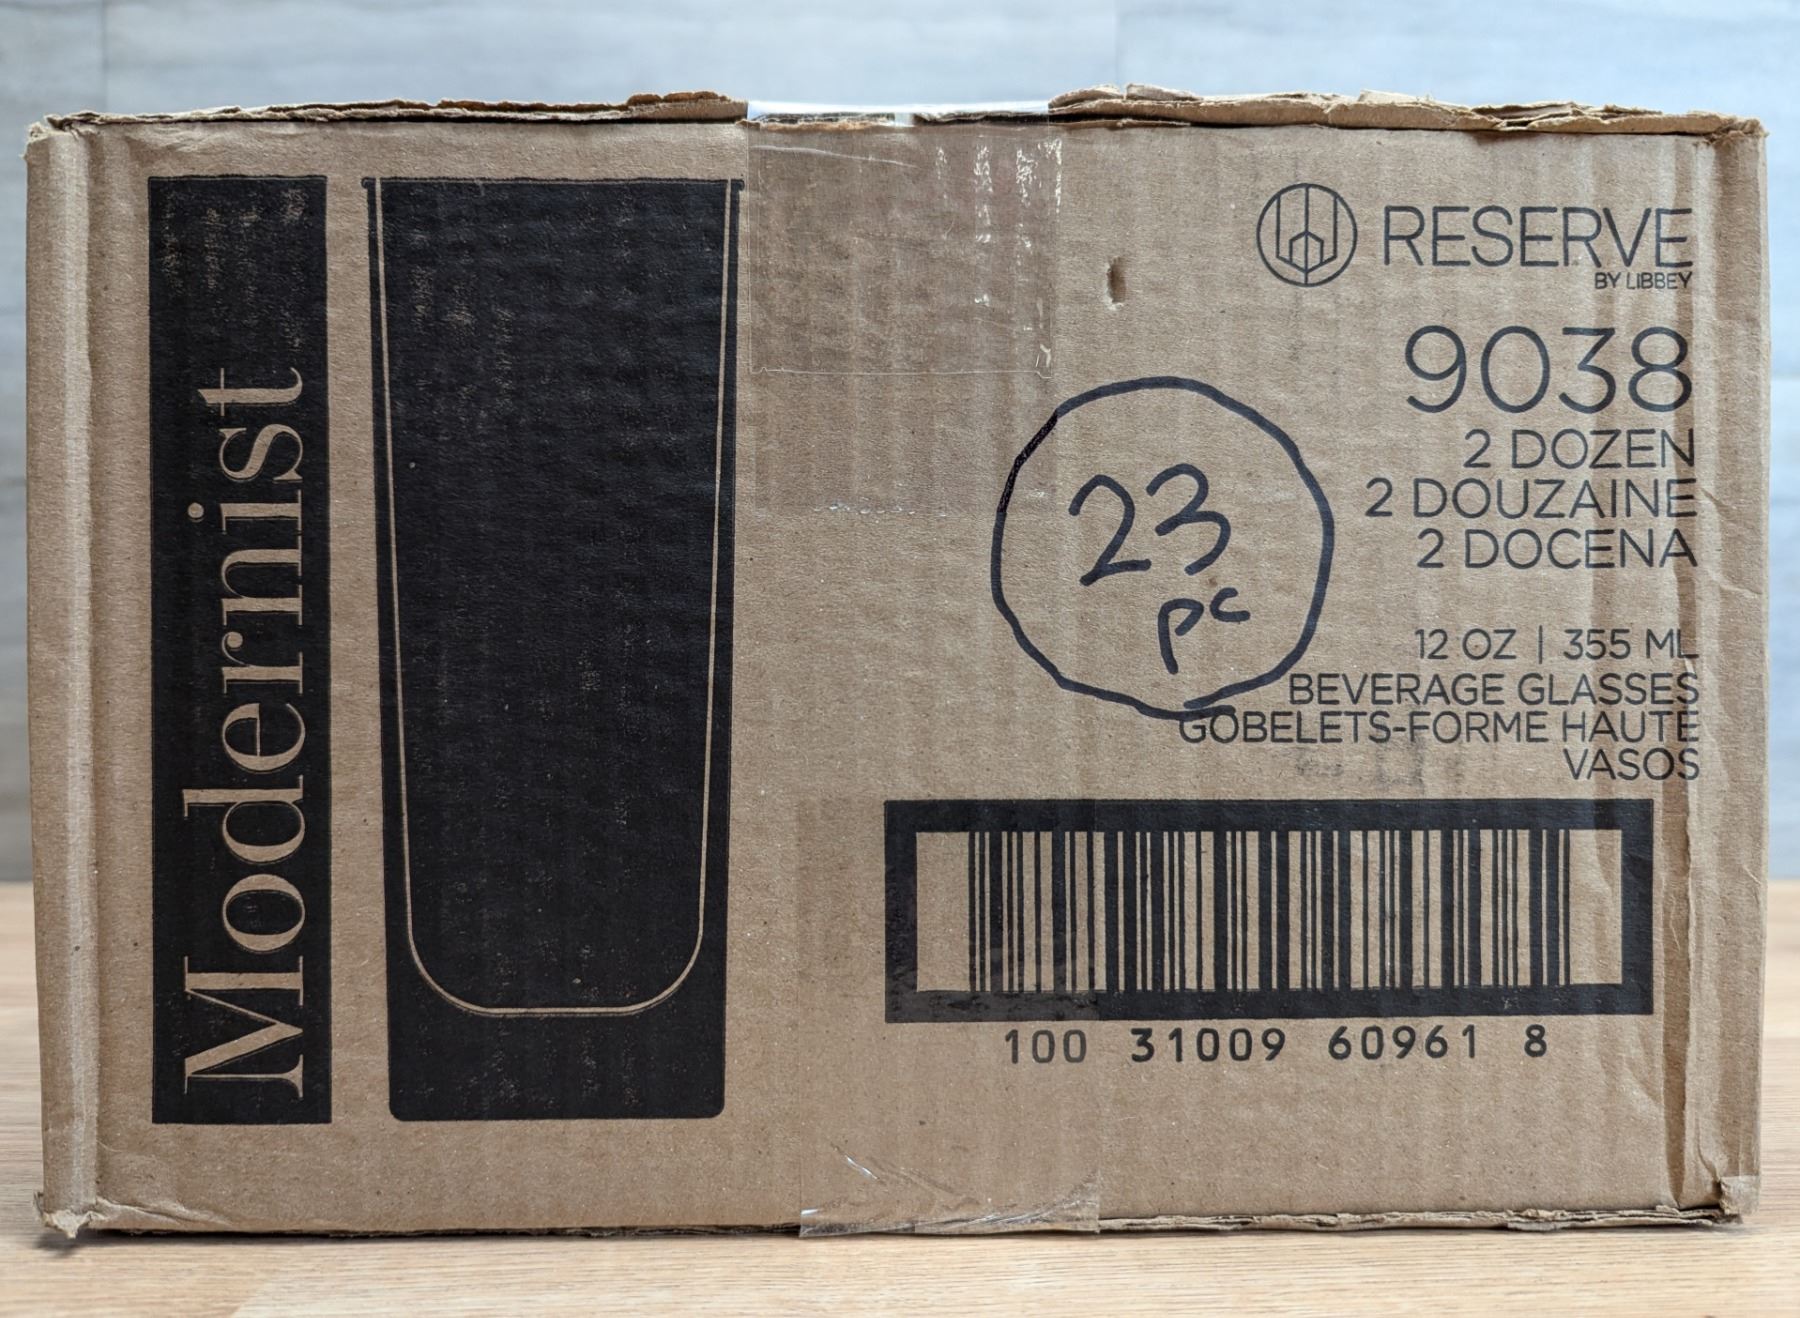 Modernist
RESERVE
BY LIBBEY
9038
2 DOZEN
2 DOUZAINE
2 DOCENA
23
pc
12 OZ | 355 ML
BEVERAGE GLASSES
GOBELETS-FORME HAUTE
VASOS
100 31009 60961 8